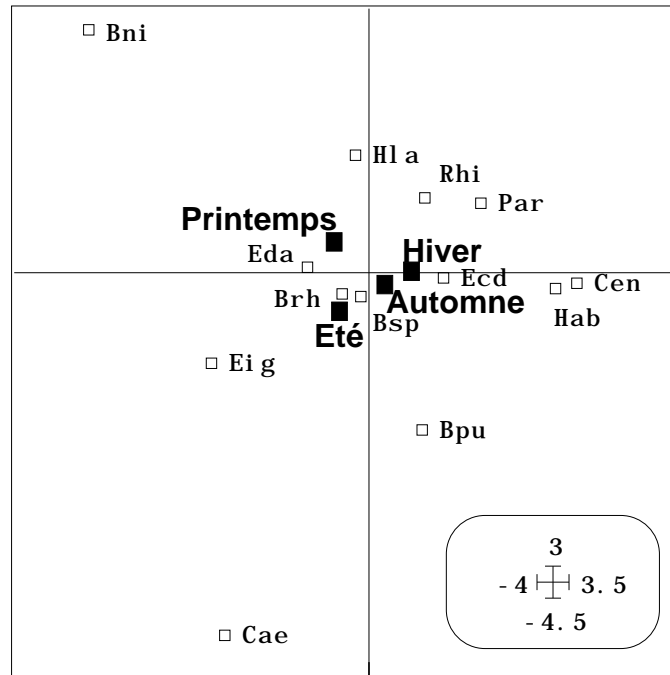 Bni
Hla
Rhi
Par
Printemps
Hiver
Eda
Ecd
Cen
Brh
Automne
Hab
Bsp
Eté
Eig
Bpu
3
-4 3.5
-4.5
Cae